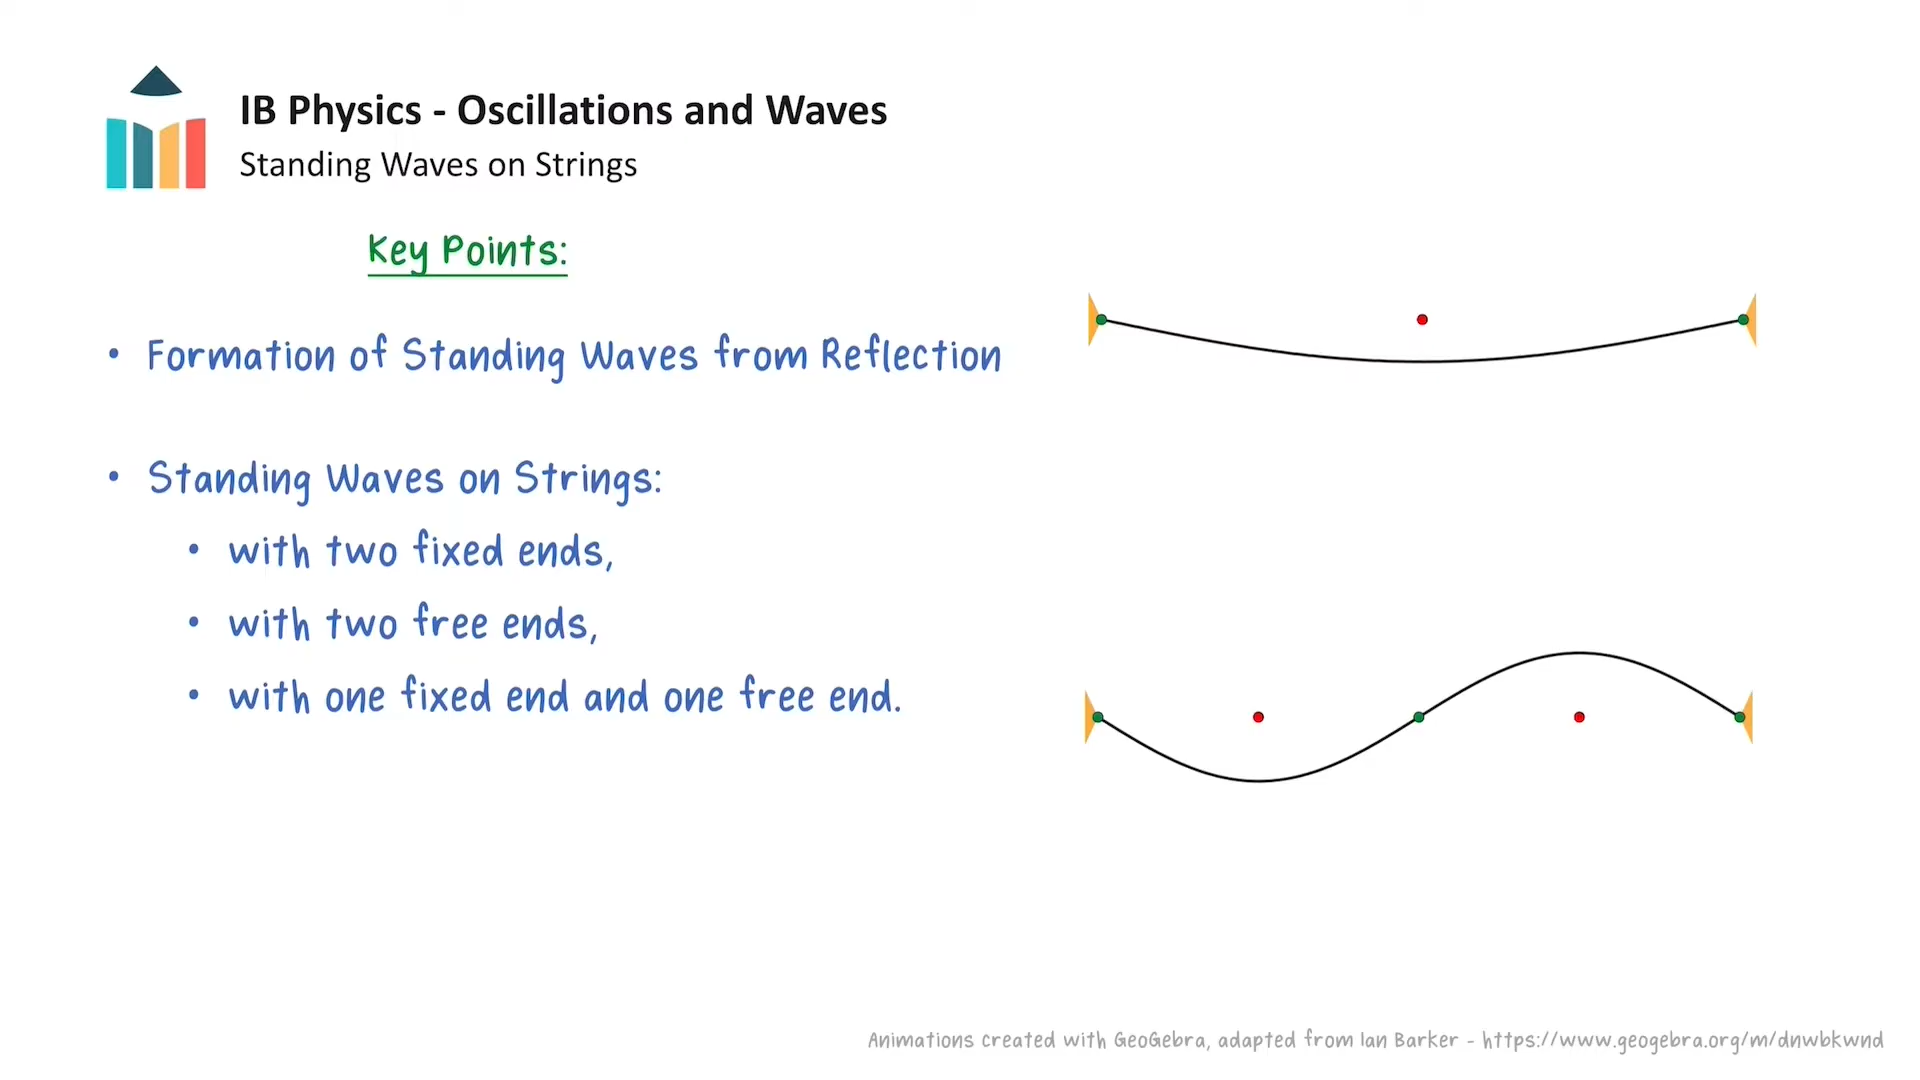 IB Physics - Oscillations and Waves
Standing Waves on Strings
Key Points:
• Formation of Standing Waves from Reflection
• Standing Waves on Strings:
• with two fixed ends,
• with two free ends,
• with one fixed end and one free end.
Animations created with GeoGebra, adapted from Ian Barker - https://www.geogebra.org/m/dnwbkwnd